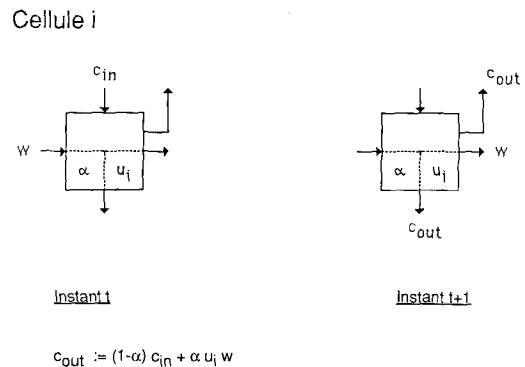 Cellule i
c_in
c_out
w
α
u_i
α
u_i
w
c_out
Instant t
Instant t+1
c_out := (1-α) c_in + α u_i w